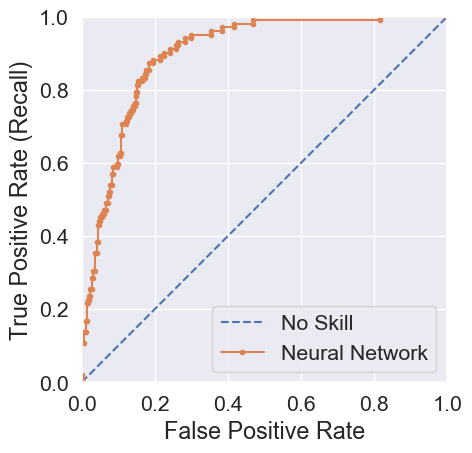 1.0
0.8
0.6
0.4
0.2
0.0
True Positive Rate (Recall)
No Skill
Neural Network
0.0 0.2 0.4 0.6 0.8 1.0
False Positive Rate